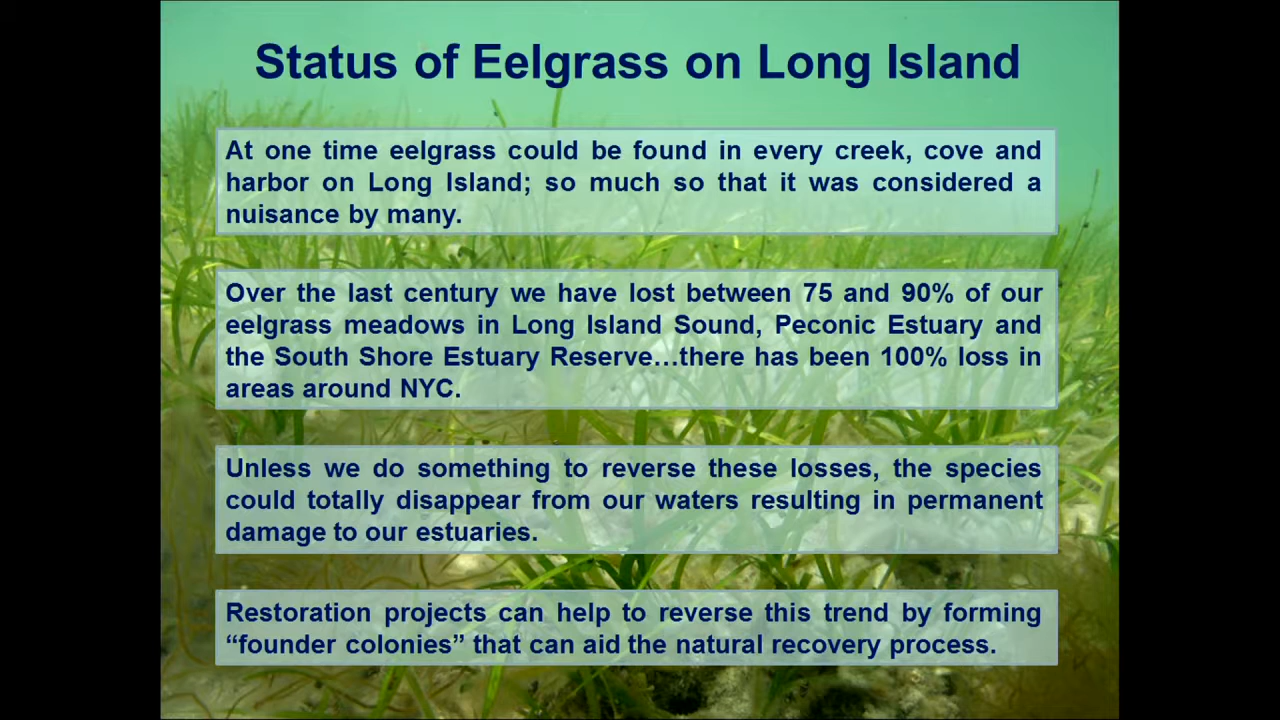 Status of Eelgrass on Long Island
At one time eelgrass could be found in every creek, cove and
harbor on Long Island; so much so that it was considered a
nuisance by many.
Over the last century we have lost between 75 and 90% of our
eelgrass meadows in Long Island Sound, Peconic Estuary and
the South Shore Estuary Reserve…there has been 100% loss in
areas around NYC.
Unless we do something to reverse these losses, the species
could totally disappear from our waters resulting in permanent
damage to our estuaries.
Restoration projects can help to reverse this trend by forming
“founder colonies” that can aid the natural recovery process.